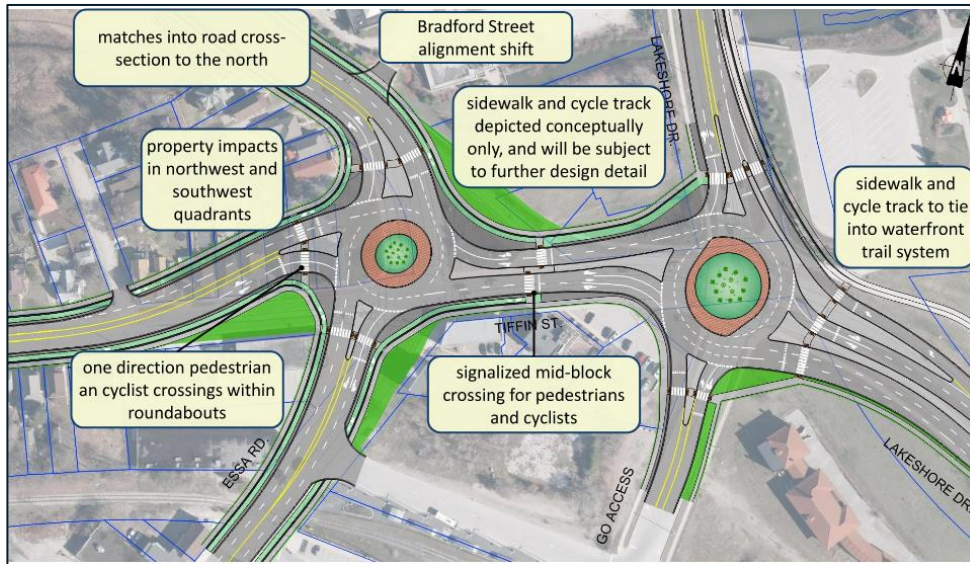 matches into road cross-
section to the north
Bradford Street
alignment shift
LAKESHORE DR.
sidewalk and cycle track
depicted conceptually
only, and will be subject
to further design detail
property impacts
in northwest and
southwest
quadrants
sidewalk and
cycle track to tie
into waterfront
trail system
TIFFIN ST.
one direction pedestrian
an cyclist crossings within
roundabouts
signalized mid-block
crossing for pedestrians
and cyclists
ESSA RD.
GO ACCESS
LAKESHORE DR.